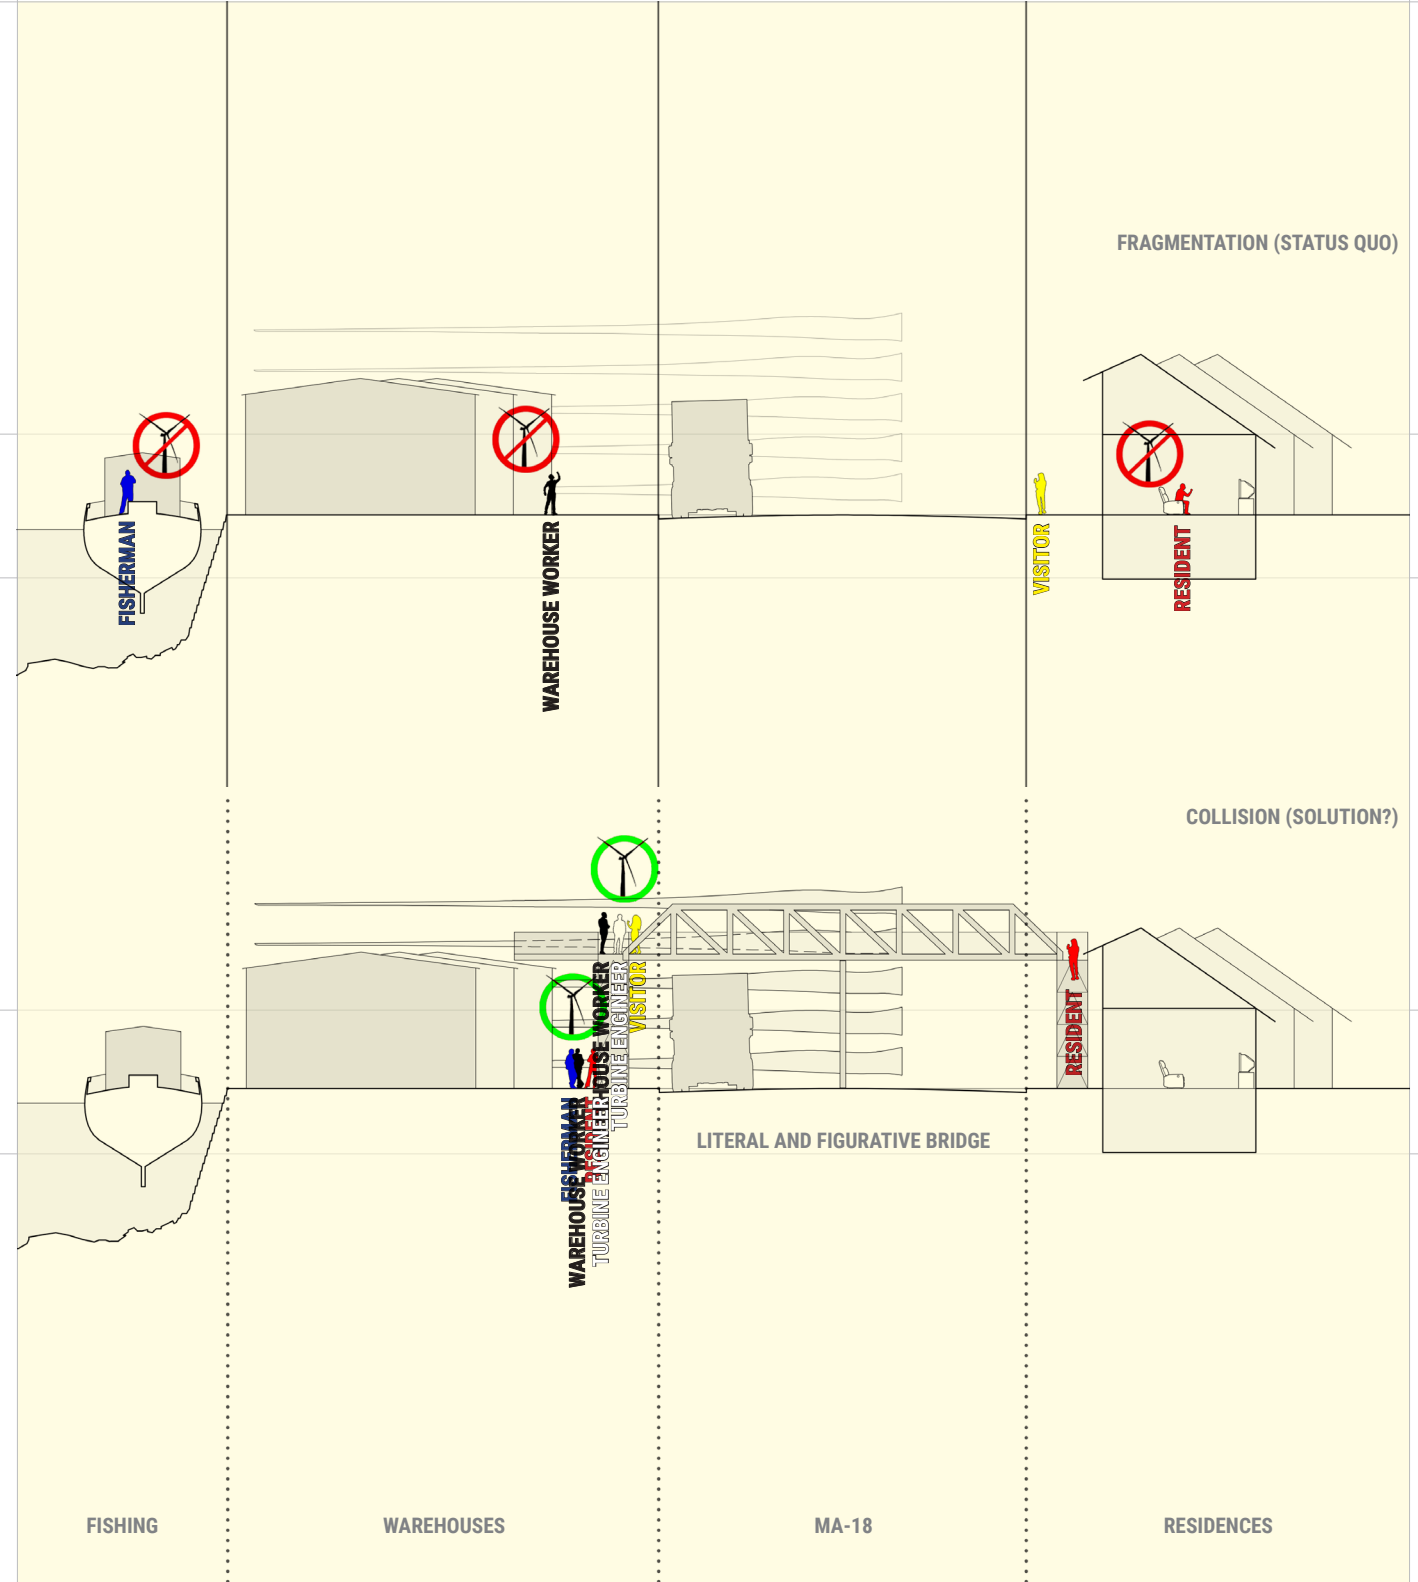 FRAGMENTATION (STATUS QUO)
FISHERMAN
WAREHOUSE WORKER
VISITOR
RESIDENT
COLLISION (SOLUTION?)
WAREHOUSE WORKER
TURBINE ENGINEER
VISITOR
RESIDENT
FISHERMAN
WAREHOUSE WORKER
RESIDENT
TURBINE ENGINEER
LITERAL AND FIGURATIVE BRIDGE
FISHING
WAREHOUSES
MA-18
RESIDENCES